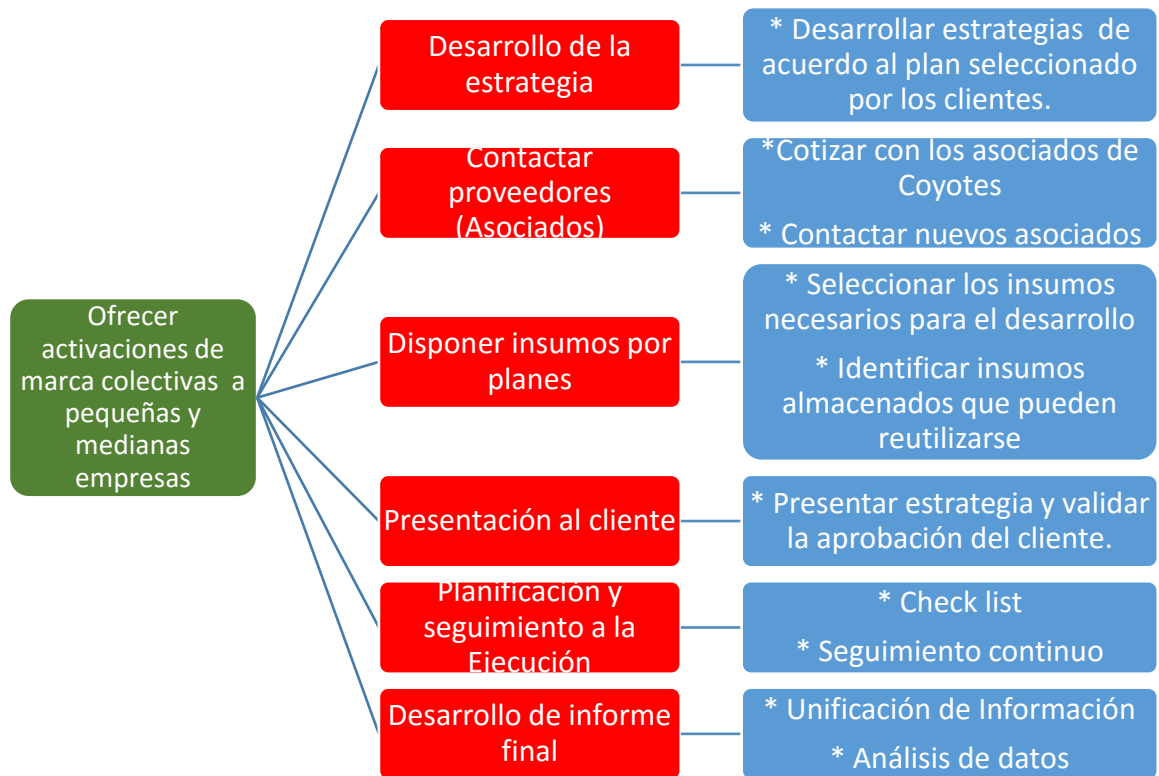 Ofrecer
activaciones de
marca colectivas a
pequeñas y
medianas
empresas
Desarrollo de la
estrategia
* Desarrollar estrategias de
acuerdo al plan seleccionado
por los clientes.
Contactar
proveedores
(Asociados)
*Cotizar con los asociados de
Coyotes
* Contactar nuevos asociados
Disponer insumos por
planes
* Seleccionar los insumos
necesarios para el desarrollo
* Identificar insumos
almacenados que pueden
reutilizarse
Presentación al cliente
* Presentar estrategia y validar
la aprobación del cliente.
Planificación y
seguimiento a la
Ejecución
* Check list
* Seguimiento continuo
Desarrollo de informe
final
* Unificación de Información
* Análisis de datos